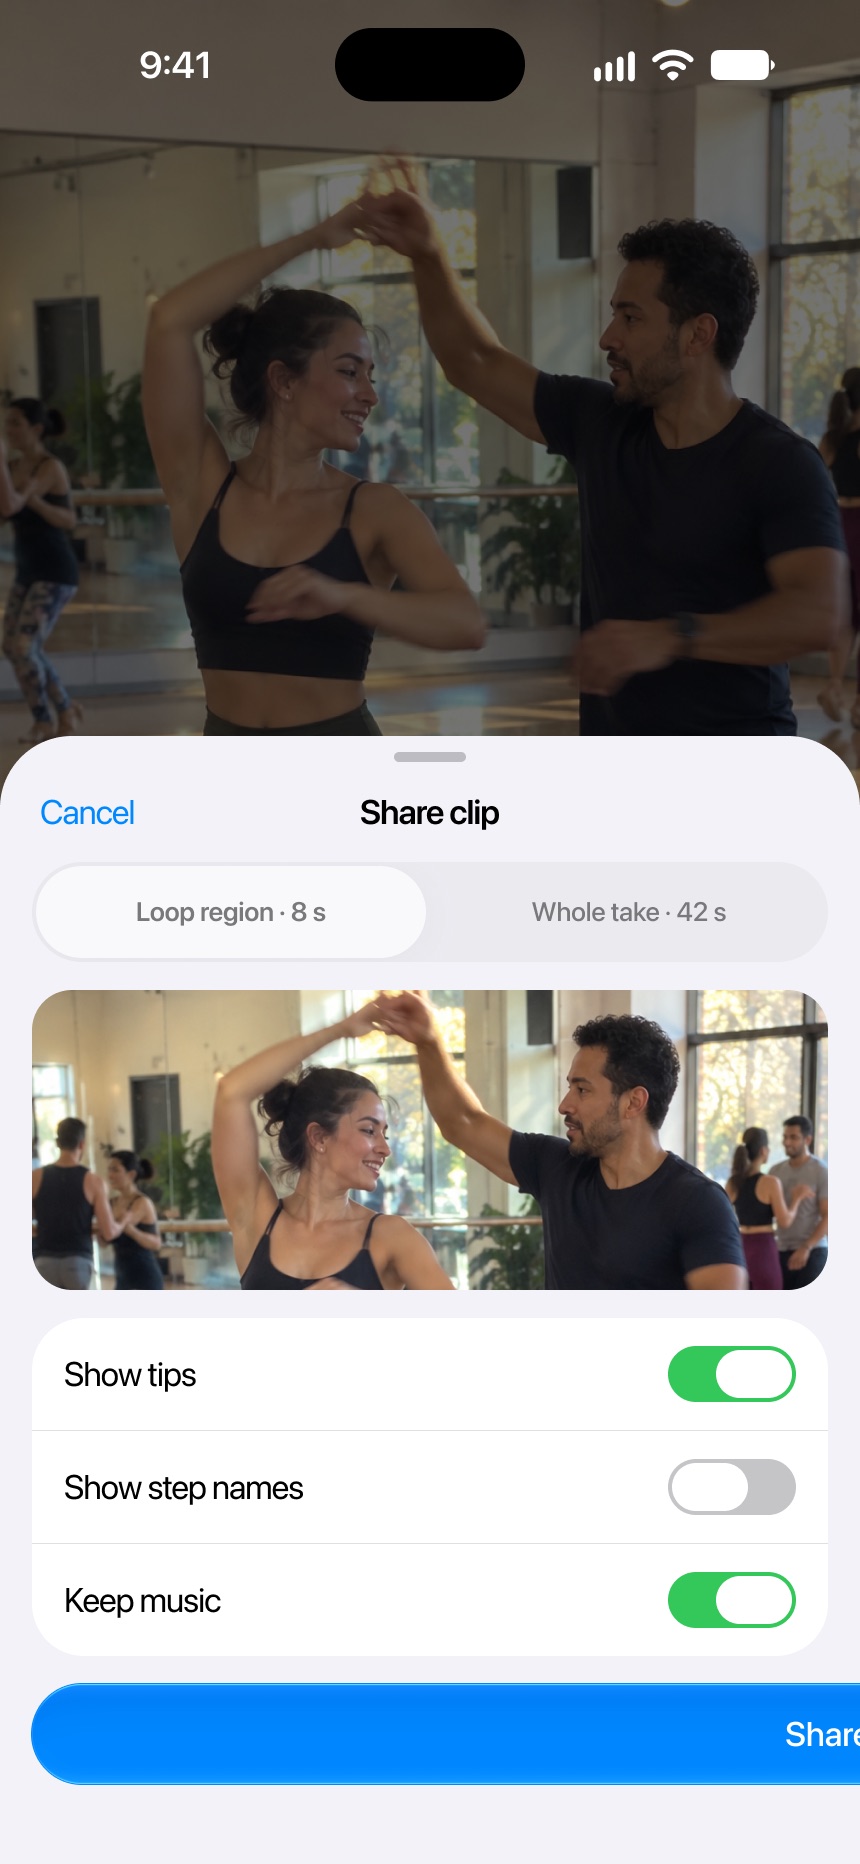 9:41
Cancel
Share clip
Loop region · 8 s
Whole take · 42 s
Show tips
Show step names
Keep music
Share